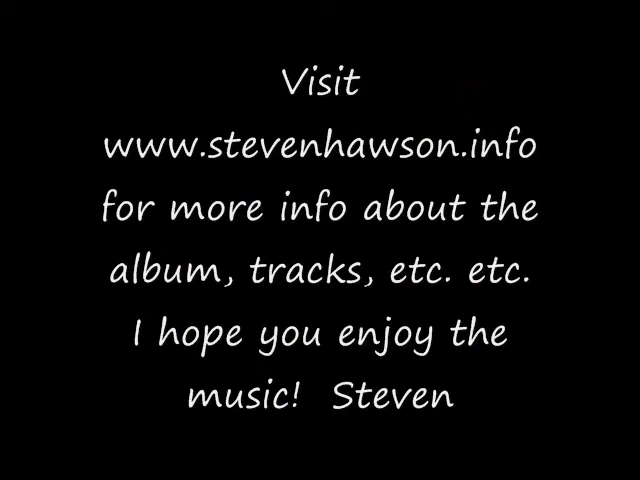 Visit
www.stevenhawson.info
for more info about the
album, tracks, etc. etc.
I hope you enjoy the
music!  Steven